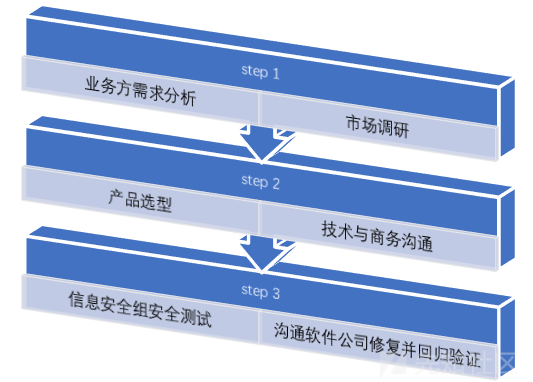 step 1
业务方需求分析
市场调研
step 2
产品选型
技术与商务沟通
step 3
信息安全组安全测试
沟通软件公司修复并回归验证